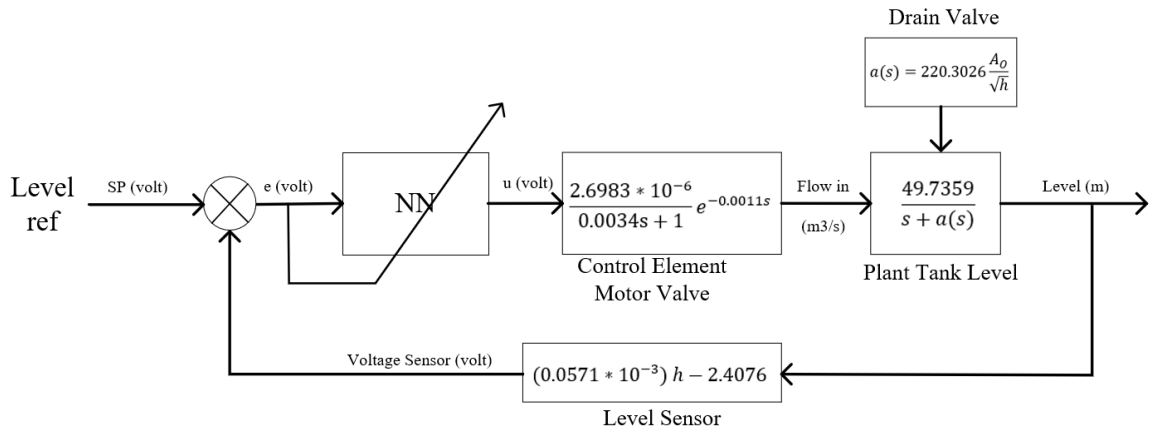 Drain Valve
a(s) = 220.3026 A_0/√h
Level
ref
SP (volt)
e (volt)
NN
u (volt)
2.6983 * 10^{-6}/0.0034s + 1 e^{-0.0011s}
Control Element
Motor Valve
Flow in
(m3/s)
49.7359/s + a(s)
Plant Tank Level
Level (m)
Voltage Sensor (volt)
(0.0571 * 10^{-3}) h − 2.4076
Level Sensor